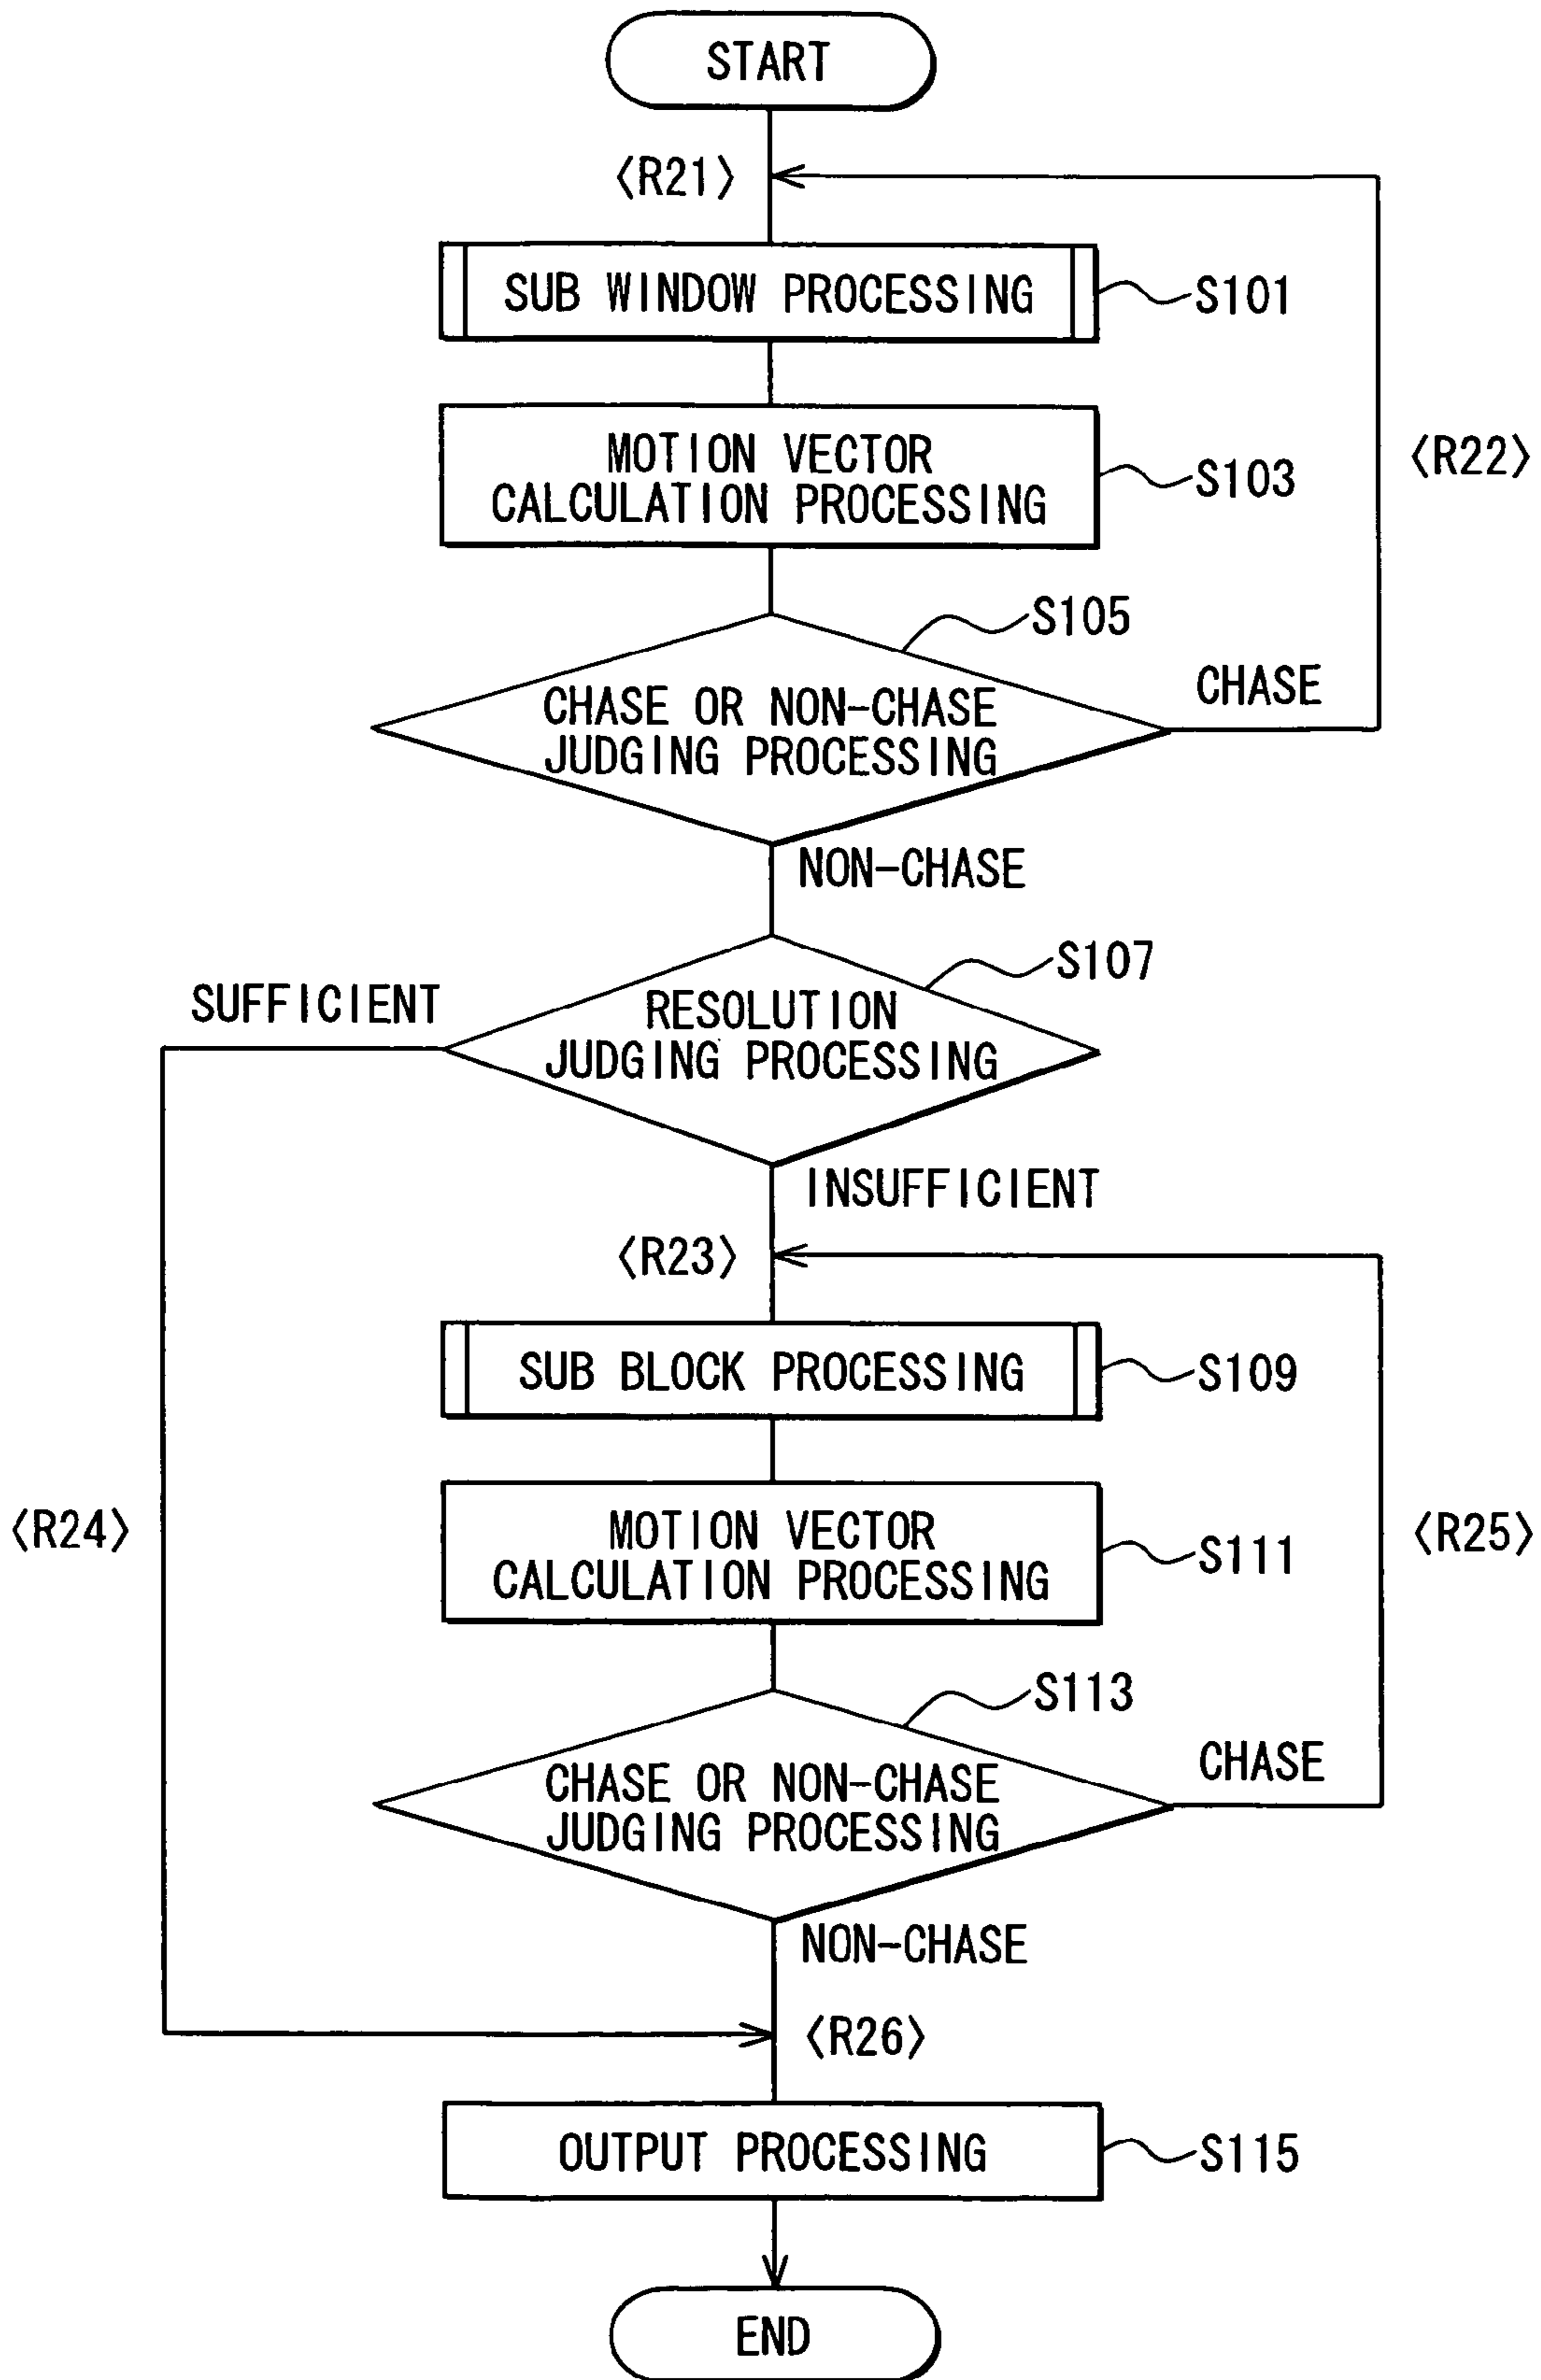 START
〈R21〉
SUB WINDOW PROCESSING
S101
MOTION VECTOR
CALCULATION PROCESSING
S103
〈R22〉
S105
CHASE OR NON-CHASE
JUDGING PROCESSING
CHASE
NON-CHASE
S107
SUFFICIENT
RESOLUTION
JUDGING PROCESSING
INSUFFICIENT
〈R23〉
SUB BLOCK PROCESSING
S109
〈R24〉
MOTION VECTOR
CALCULATION PROCESSING
S111
〈R25〉
S113
CHASE OR NON-CHASE
JUDGING PROCESSING
CHASE
NON-CHASE
〈R26〉
OUTPUT PROCESSING
S115
END